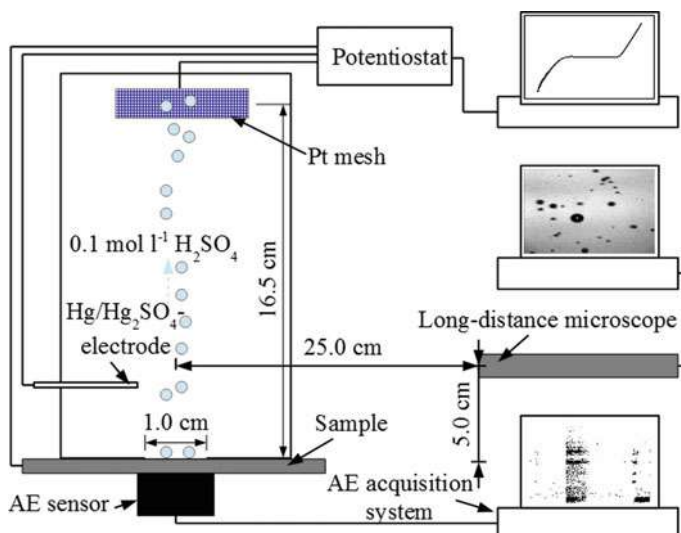 Potentiostat
Pt mesh
0.1 mol l⁻¹ H₂SO₄
16.5 cm
Hg/Hg₂SO₄-
electrode
Long-distance microscope
25.0 cm
5.0 cm
1.0 cm
Sample
AE sensor
AE acquisition
system